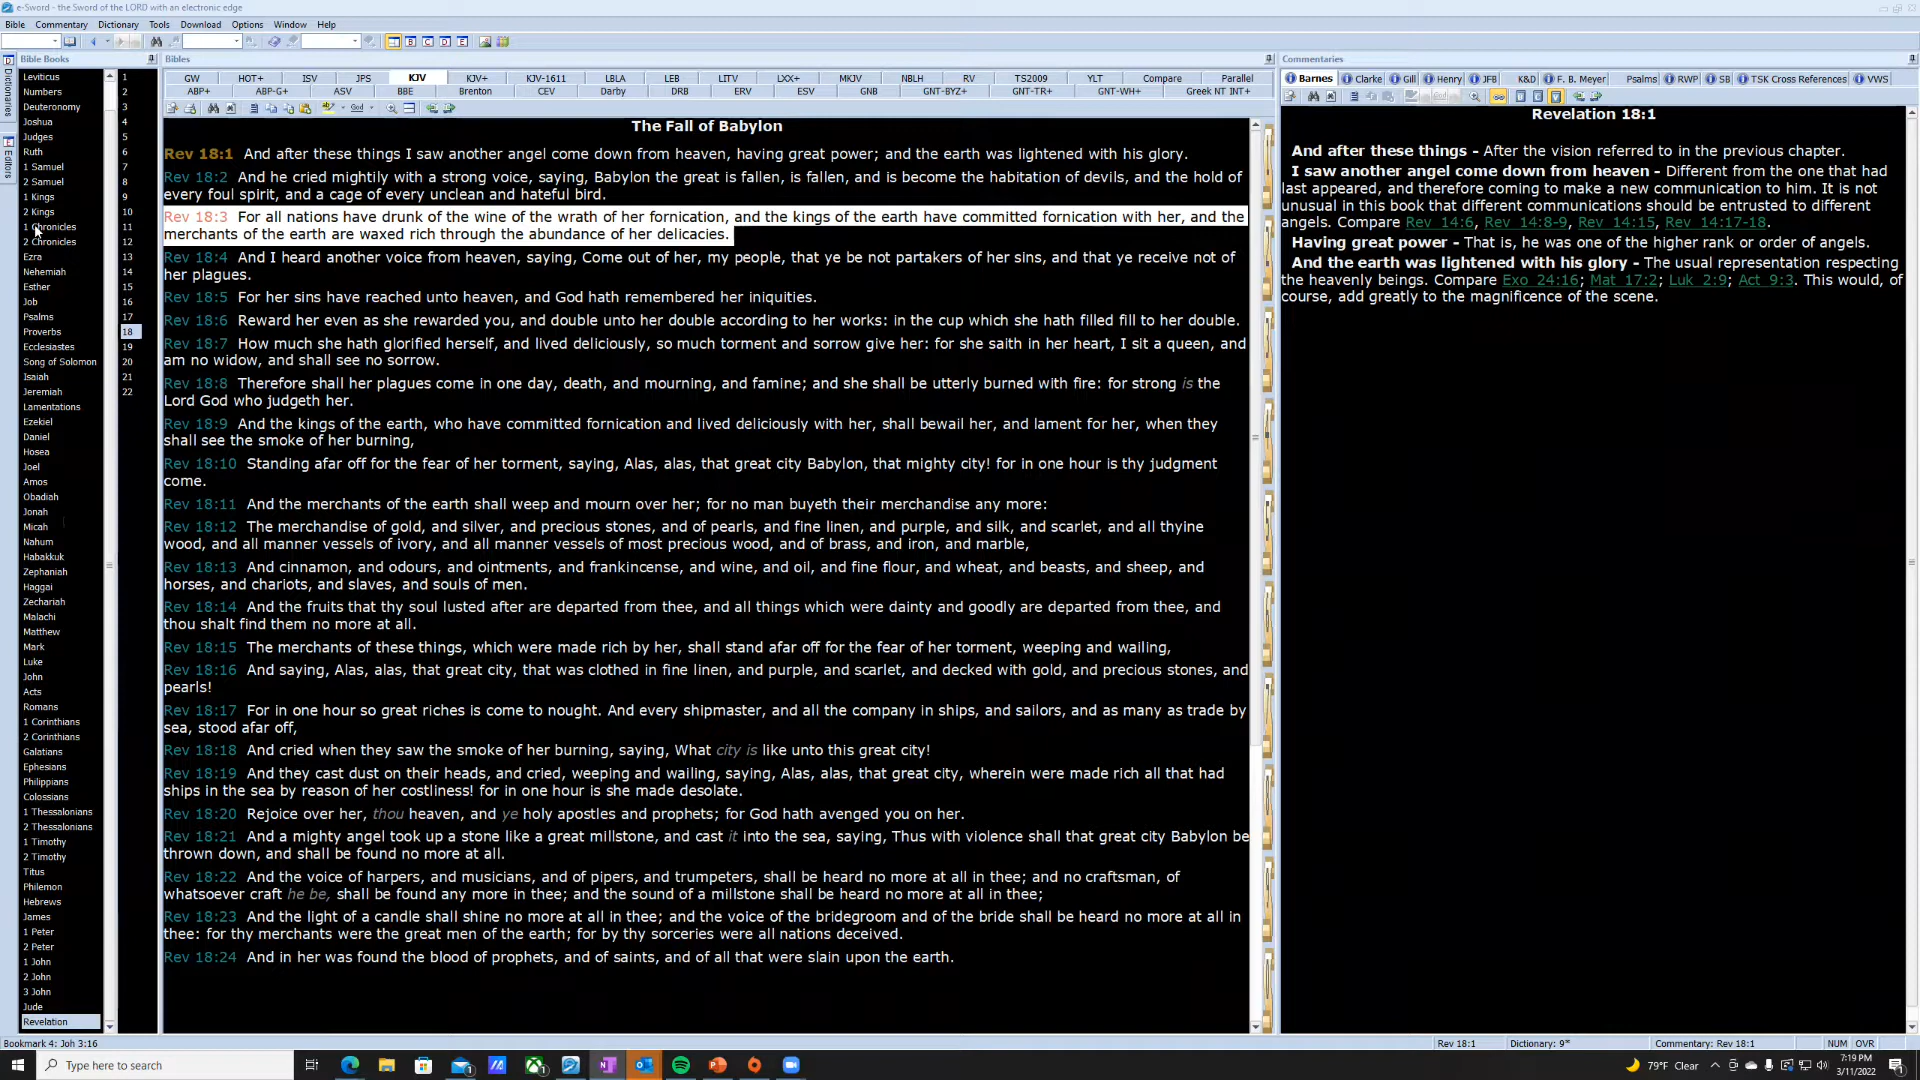 e-Sword - the Sword of the LORD with an electronic edge
Bible Commentary Dictionary Tools Download Options Window Help
B C D E
Bible Books
Bibles
Commentaries
Dictionaries
Editors
Leviticus
Numbers
Deuteronomy
Joshua
Judges
Ruth
1 Samuel
2 Samuel
1 Kings
2 Kings
1 Chronicles
2 Chronicles
Ezra
Nehemiah
Esther
Job
Psalms
Proverbs
Ecclesiastes
Song of Solomon
Isaiah
Jeremiah
Lamentations
Ezekiel
Daniel
Hosea
Joel
Amos
Obadiah
Jonah
Micah
Nahum
Habakkuk
Zephaniah
Haggai
Zechariah
Malachi
Matthew
Mark
Luke
John
Acts
Romans
1 Corinthians
2 Corinthians
Galatians
Ephesians
Philippians
Colossians
1 Thessalonians
2 Thessalonians
1 Timothy
2 Timothy
Titus
Philemon
Hebrews
James
1 Peter
2 Peter
1 John
2 John
3 John
Jude
Revelation
1
2
3
4
5
6
7
8
9
10
11
12
13
14
15
16
17
18
19
20
21
22
GW HOT+ ISV JPS KJV KJV+ KJV-1611 LBLA LEB LITV LXX+ MKJV NBLH RV TS2009 YLT Compare Parallel
ABP+ ABP-G+ ASV BBE Brenton CEV Darby DRB ERV ESV GNB GNT-BYZ+ GNT-TR+ GNT-WH+ Greek NT INT+
God
The Fall of Babylon
Rev 18:1 And after these things I saw another angel come down from heaven, having great power; and the earth was lightened with his glory.
Rev 18:2 And he cried mightily with a strong voice, saying, Babylon the great is fallen, is fallen, and is become the habitation of devils, and the hold of
every foul spirit, and a cage of every unclean and hateful bird.
Rev 18:3 For all nations have drunk of the wine of the wrath of her fornication, and the kings of the earth have committed fornication with her, and the
merchants of the earth are waxed rich through the abundance of her delicacies.
Rev 18:4 And I heard another voice from heaven, saying, Come out of her, my people, that ye be not partakers of her sins, and that ye receive not of
her plagues.
Rev 18:5 For her sins have reached unto heaven, and God hath remembered her iniquities.
Rev 18:6 Reward her even as she rewarded you, and double unto her double according to her works: in the cup which she hath filled fill to her double.
Rev 18:7 How much she hath glorified herself, and lived deliciously, so much torment and sorrow give her: for she saith in her heart, I sit a queen, and
am no widow, and shall see no sorrow.
Rev 18:8 Therefore shall her plagues come in one day, death, and mourning, and famine; and she shall be utterly burned with fire: for strong is the
Lord God who judgeth her.
Rev 18:9 And the kings of the earth, who have committed fornication and lived deliciously with her, shall bewail her, and lament for her, when they
shall see the smoke of her burning,
Rev 18:10 Standing afar off for the fear of her torment, saying, Alas, alas, that great city Babylon, that mighty city! for in one hour is thy judgment
come.
Rev 18:11 And the merchants of the earth shall weep and mourn over her; for no man buyeth their merchandise any more:
Rev 18:12 The merchandise of gold, and silver, and precious stones, and of pearls, and fine linen, and purple, and silk, and scarlet, and all thyine
wood, and all manner vessels of ivory, and all manner vessels of most precious wood, and of brass, and iron, and marble,
Rev 18:13 And cinnamon, and odours, and ointments, and frankincense, and wine, and oil, and fine flour, and wheat, and beasts, and sheep, and
horses, and chariots, and slaves, and souls of men.
Rev 18:14 And the fruits that thy soul lusted after are departed from thee, and all things which were dainty and goodly are departed from thee, and
thou shalt find them no more at all.
Rev 18:15 The merchants of these things, which were made rich by her, shall stand afar off for the fear of her torment, weeping and wailing,
Rev 18:16 And saying, Alas, alas, that great city, that was clothed in fine linen, and purple, and scarlet, and decked with gold, and precious stones, and
pearls!
Rev 18:17 For in one hour so great riches is come to nought. And every shipmaster, and all the company in ships, and sailors, and as many as trade by
sea, stood afar off,
Rev 18:18 And cried when they saw the smoke of her burning, saying, What city is like unto this great city!
Rev 18:19 And they cast dust on their heads, and cried, weeping and wailing, saying, Alas, alas, that great city, wherein were made rich all that had
ships in the sea by reason of her costliness! for in one hour is she made desolate.
Rev 18:20 Rejoice over her, thou heaven, and ye holy apostles and prophets; for God hath avenged you on her.
Rev 18:21 And a mighty angel took up a stone like a great millstone, and cast it into the sea, saying, Thus with violence shall that great city Babylon be
thrown down, and shall be found no more at all.
Rev 18:22 And the voice of harpers, and musicians, and of pipers, and trumpeters, shall be heard no more at all in thee; and no craftsman, of
whatsoever craft he be, shall be found any more in thee; and the sound of a millstone shall be heard no more at all in thee;
Rev 18:23 And the light of a candle shall shine no more at all in thee; and the voice of the bridegroom and of the bride shall be heard no more at all in
thee: for thy merchants were the great men of the earth; for by thy sorceries were all nations deceived.
Rev 18:24 And in her was found the blood of prophets, and of saints, and of all that were slain upon the earth.
Barnes Clarke Gill Henry JFB K&D F. B. Meyer Psalms RWP SB TSK Cross References VWS
Revelation 18:1
And after these things - After the vision referred to in the previous chapter.
I saw another angel come down from heaven - Different from the one that had
last appeared, and therefore coming to make a new communication to him. It is not
unusual in this book that different communications should be entrusted to different
angels. Compare Rev 14:6, Rev 14:8-9, Rev 14:15, Rev 14:17-18.
Having great power - That is, he was one of the higher rank or order of angels.
And the earth was lightened with his glory - The usual representation respecting
the heavenly beings. Compare Exo 24:16; Mat 17:2; Luk 2:9; Act 9:3. This would, of
course, add greatly to the magnificence of the scene.
Bookmark 4: Joh 3:16
Rev 18:1 Dictionary: 9* Commentary: Rev 18:1 NUM OVR
Type here to search
79°F Clear
7:19 PM
3/11/2022